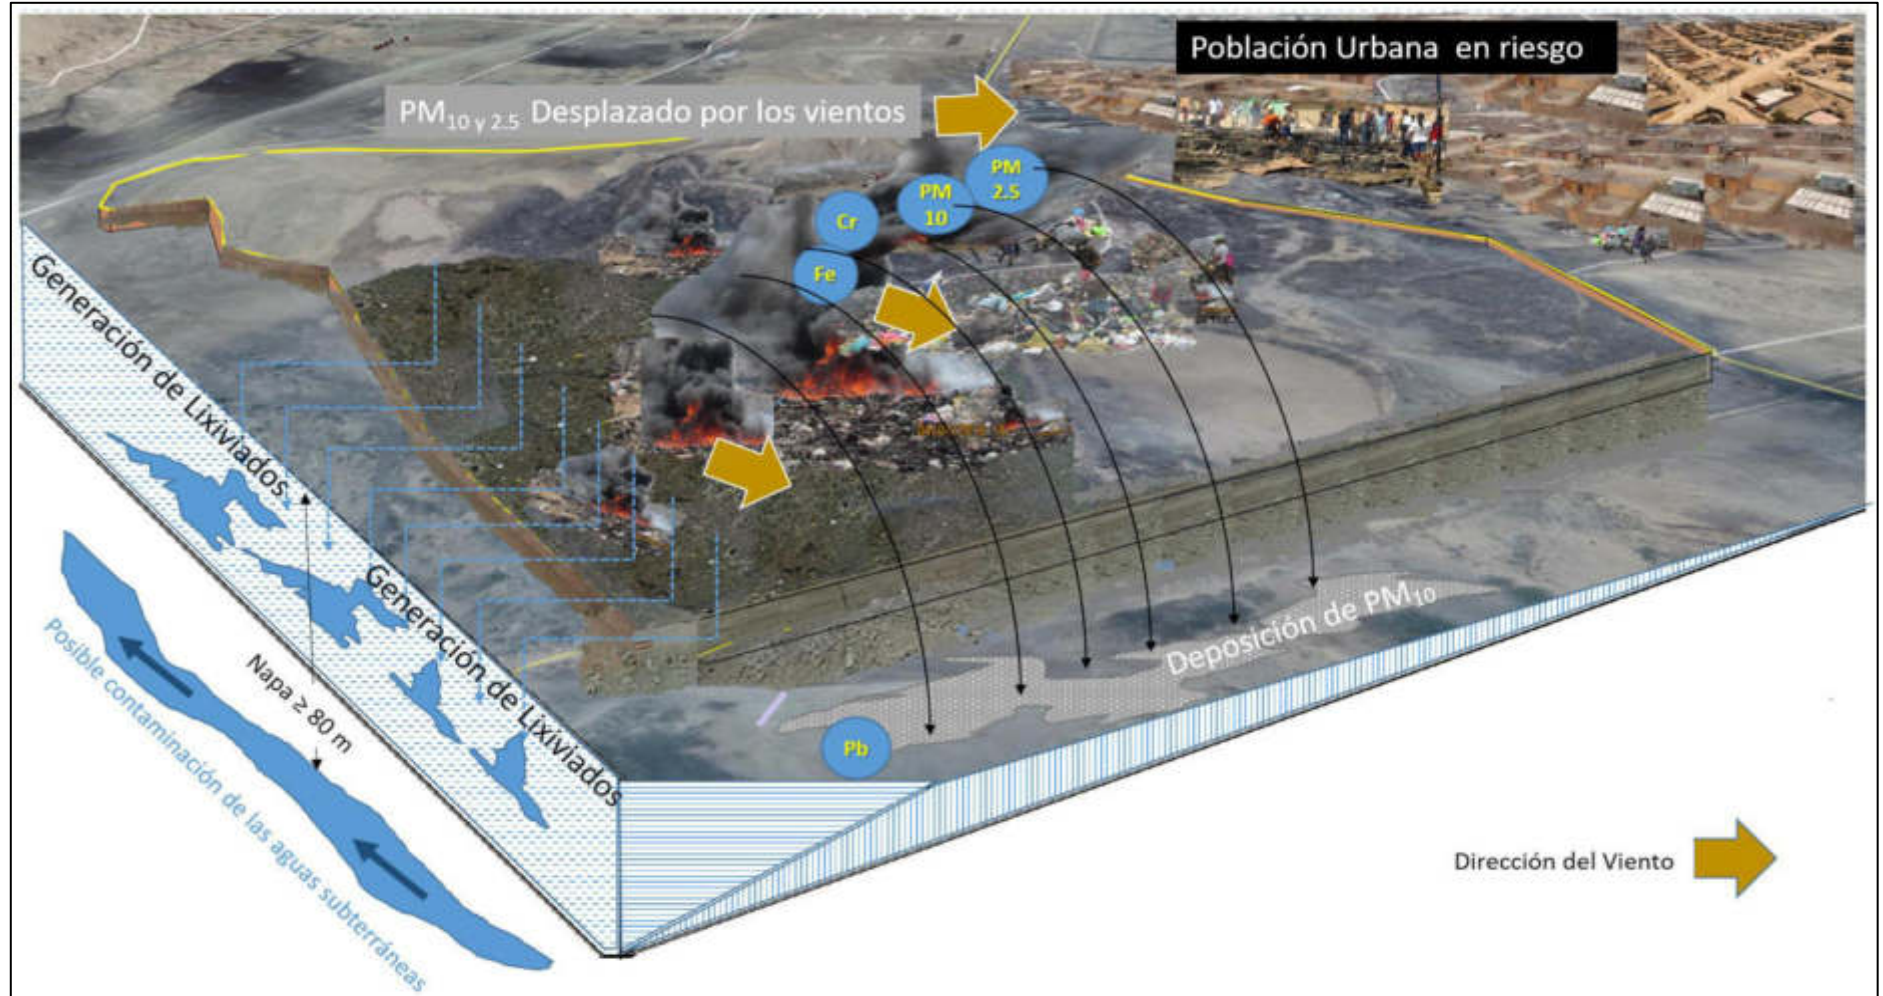 Población Urbana en riesgo
PM10 y 2.5 Desplazado por los vientos
PM
2.5
PM
10
Cr
Fe
Generación de Lixiviados
Generación de Lixiviados
Napa ≥ 80 m
Posible contaminación de las aguas subterráneas
Deposición de PM10
Pb
Dirección del Viento